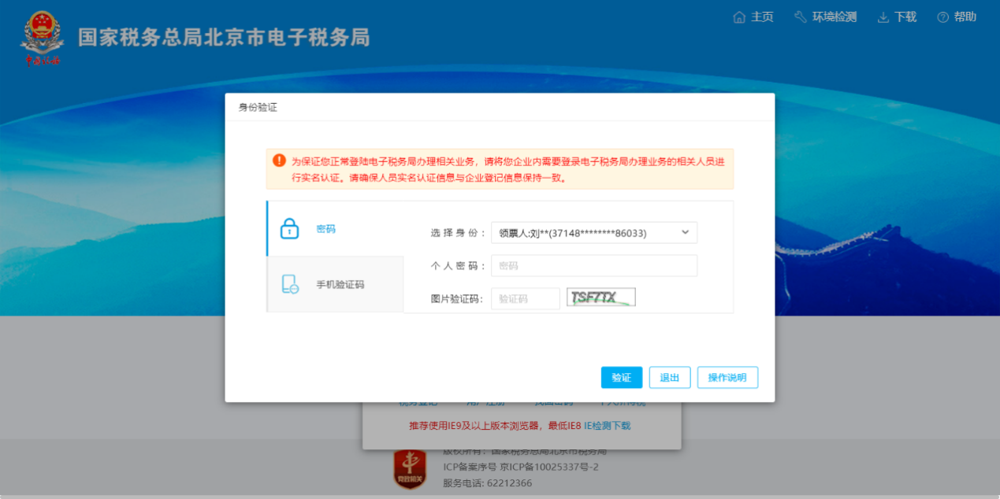 主页 环境检测 下载 帮助
国家税务总局北京市电子税务局
中国税务
身份验证
为保证您正常登陆电子税务局办理相关业务，请将您企业内需要登录电子税务局办理业务的相关人员进
行实名认证。请确保人员实名认证信息与企业登记信息保持一致。
密码
手机验证码
选择身份： 领票人:刘**(37148********86033)
个人密码： 密码
图片验证码： 验证码 TSF7TX
验证 退出 操作说明
推荐使用IE9及以上版本浏览器，最低IE8 IE检测下载
版权所有：国家税务总局北京市税务局
ICP备案序号 京ICP备10025337号-2
服务电话: 62212366
党政机关